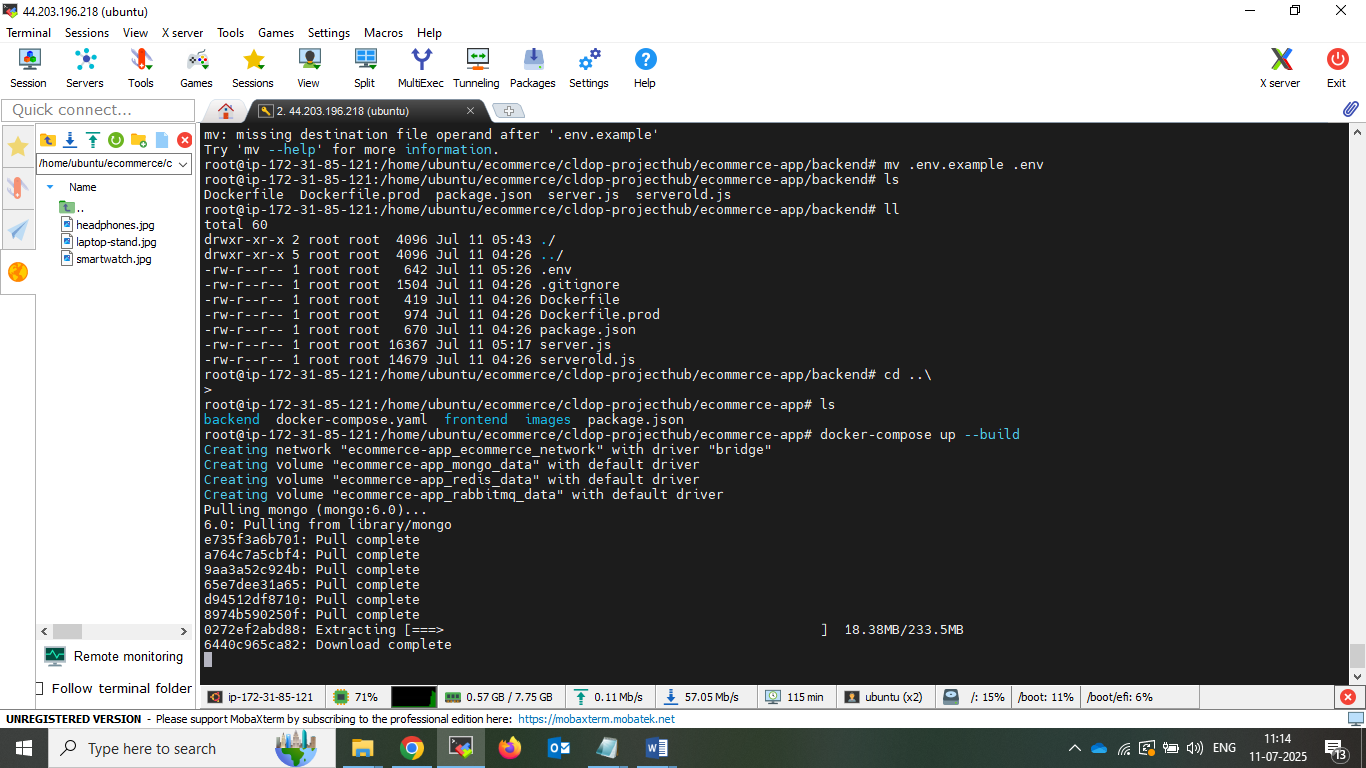 44.203.196.218 (ubuntu)
Terminal Sessions View X server Tools Games Settings Macros Help
Session Servers Tools Games Sessions View Split MultiExec Tunneling Packages Settings Help X server Exit
Quick connect...
2. 44.203.196.218 (ubuntu)
/home/ubuntu/ecommerce/c
Name
..
headphones.jpg
laptop-stand.jpg
smartwatch.jpg
Remote monitoring
Follow terminal folder
mv: missing destination file operand after '.env.example'
Try 'mv --help' for more information.
root@ip-172-31-85-121:/home/ubuntu/ecommerce/cldop-projecthub/ecommerce-app/backend# mv .env.example .env
root@ip-172-31-85-121:/home/ubuntu/ecommerce/cldop-projecthub/ecommerce-app/backend# ls
Dockerfile  Dockerfile.prod  package.json  server.js  serverold.js
root@ip-172-31-85-121:/home/ubuntu/ecommerce/cldop-projecthub/ecommerce-app/backend# ll
total 60
drwxr-xr-x 2 root root  4096 Jul 11 05:43 ./
drwxr-xr-x 5 root root  4096 Jul 11 04:26 ../
-rw-r--r-- 1 root root   642 Jul 11 05:26 .env
-rw-r--r-- 1 root root  1504 Jul 11 04:26 .gitignore
-rw-r--r-- 1 root root   419 Jul 11 04:26 Dockerfile
-rw-r--r-- 1 root root   974 Jul 11 04:26 Dockerfile.prod
-rw-r--r-- 1 root root   670 Jul 11 04:26 package.json
-rw-r--r-- 1 root root 16367 Jul 11 05:17 server.js
-rw-r--r-- 1 root root 14679 Jul 11 04:26 serverold.js
root@ip-172-31-85-121:/home/ubuntu/ecommerce/cldop-projecthub/ecommerce-app/backend# cd ..\
>
root@ip-172-31-85-121:/home/ubuntu/ecommerce/cldop-projecthub/ecommerce-app# ls
backend  docker-compose.yaml  frontend  images  package.json
root@ip-172-31-85-121:/home/ubuntu/ecommerce/cldop-projecthub/ecommerce-app# docker-compose up --build
Creating network "ecommerce-app_ecommerce_network" with driver "bridge"
Creating volume "ecommerce-app_mongo_data" with default driver
Creating volume "ecommerce-app_redis_data" with default driver
Creating volume "ecommerce-app_rabbitmq_data" with default driver
Pulling mongo (mongo:6.0)...
6.0: Pulling from library/mongo
e735f3a6b701: Pull complete
a764c7a5cbf4: Pull complete
9aa3a52c924b: Pull complete
65e7dee31a65: Pull complete
d94512df8710: Pull complete
8974b590250f: Pull complete
0272ef2abd88: Extracting [===>                                               ]  18.38MB/233.5MB
6440c965ca82: Download complete
ip-172-31-85-121 71% 0.57 GB / 7.75 GB 0.11 Mb/s 57.05 Mb/s 115 min ubuntu (x2) /: 15% /boot: 11% /boot/efi: 6%
UNREGISTERED VERSION - Please support MobaXterm by subscribing to the professional edition here: https://mobaxterm.mobatek.net
Type here to search
ENG
11:14
11-07-2025
13